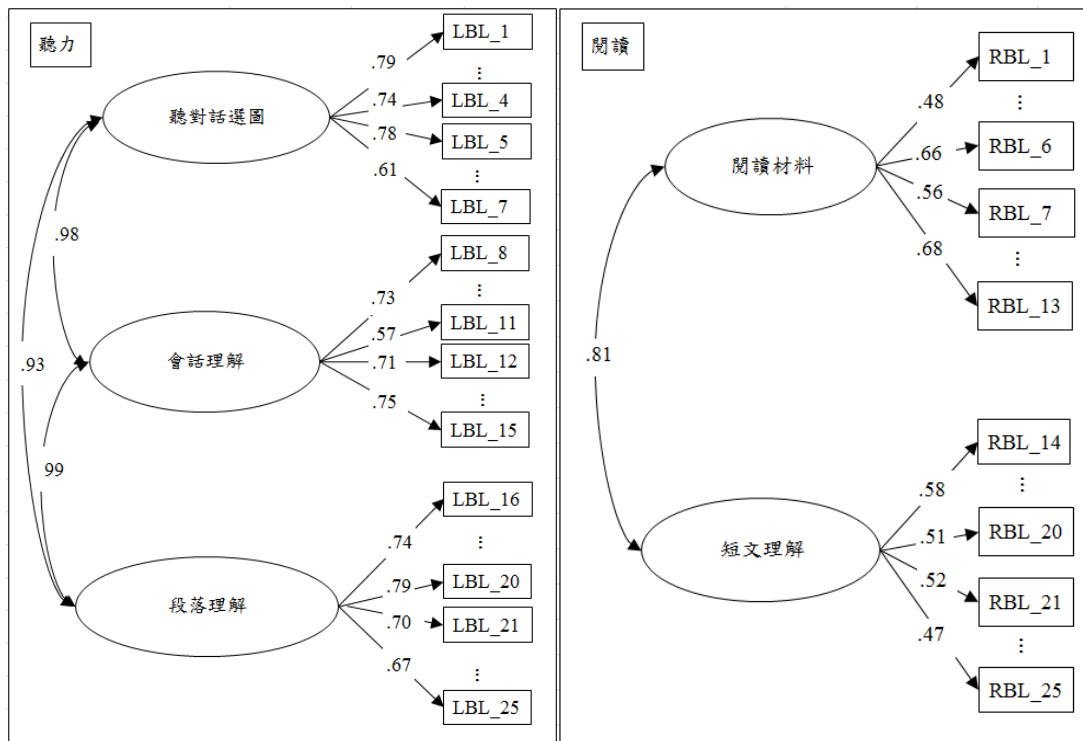 聽力
聽對話選圖
會話理解
段落理解
.98
.93
99
.79
.74
.78
.61
.73
.57
.71
.75
.74
.79
.70
.67
LBL_1
⋮
LBL_4
LBL_5
⋮
LBL_7
LBL_8
⋮
LBL_11
LBL_12
⋮
LBL_15
LBL_16
⋮
LBL_20
LBL_21
⋮
LBL_25
閱讀
閱讀材料
短文理解
.81
.48
.66
.56
.68
.58
.51
.52
.47
RBL_1
⋮
RBL_6
RBL_7
⋮
RBL_13
RBL_14
⋮
RBL_20
RBL_21
⋮
RBL_25